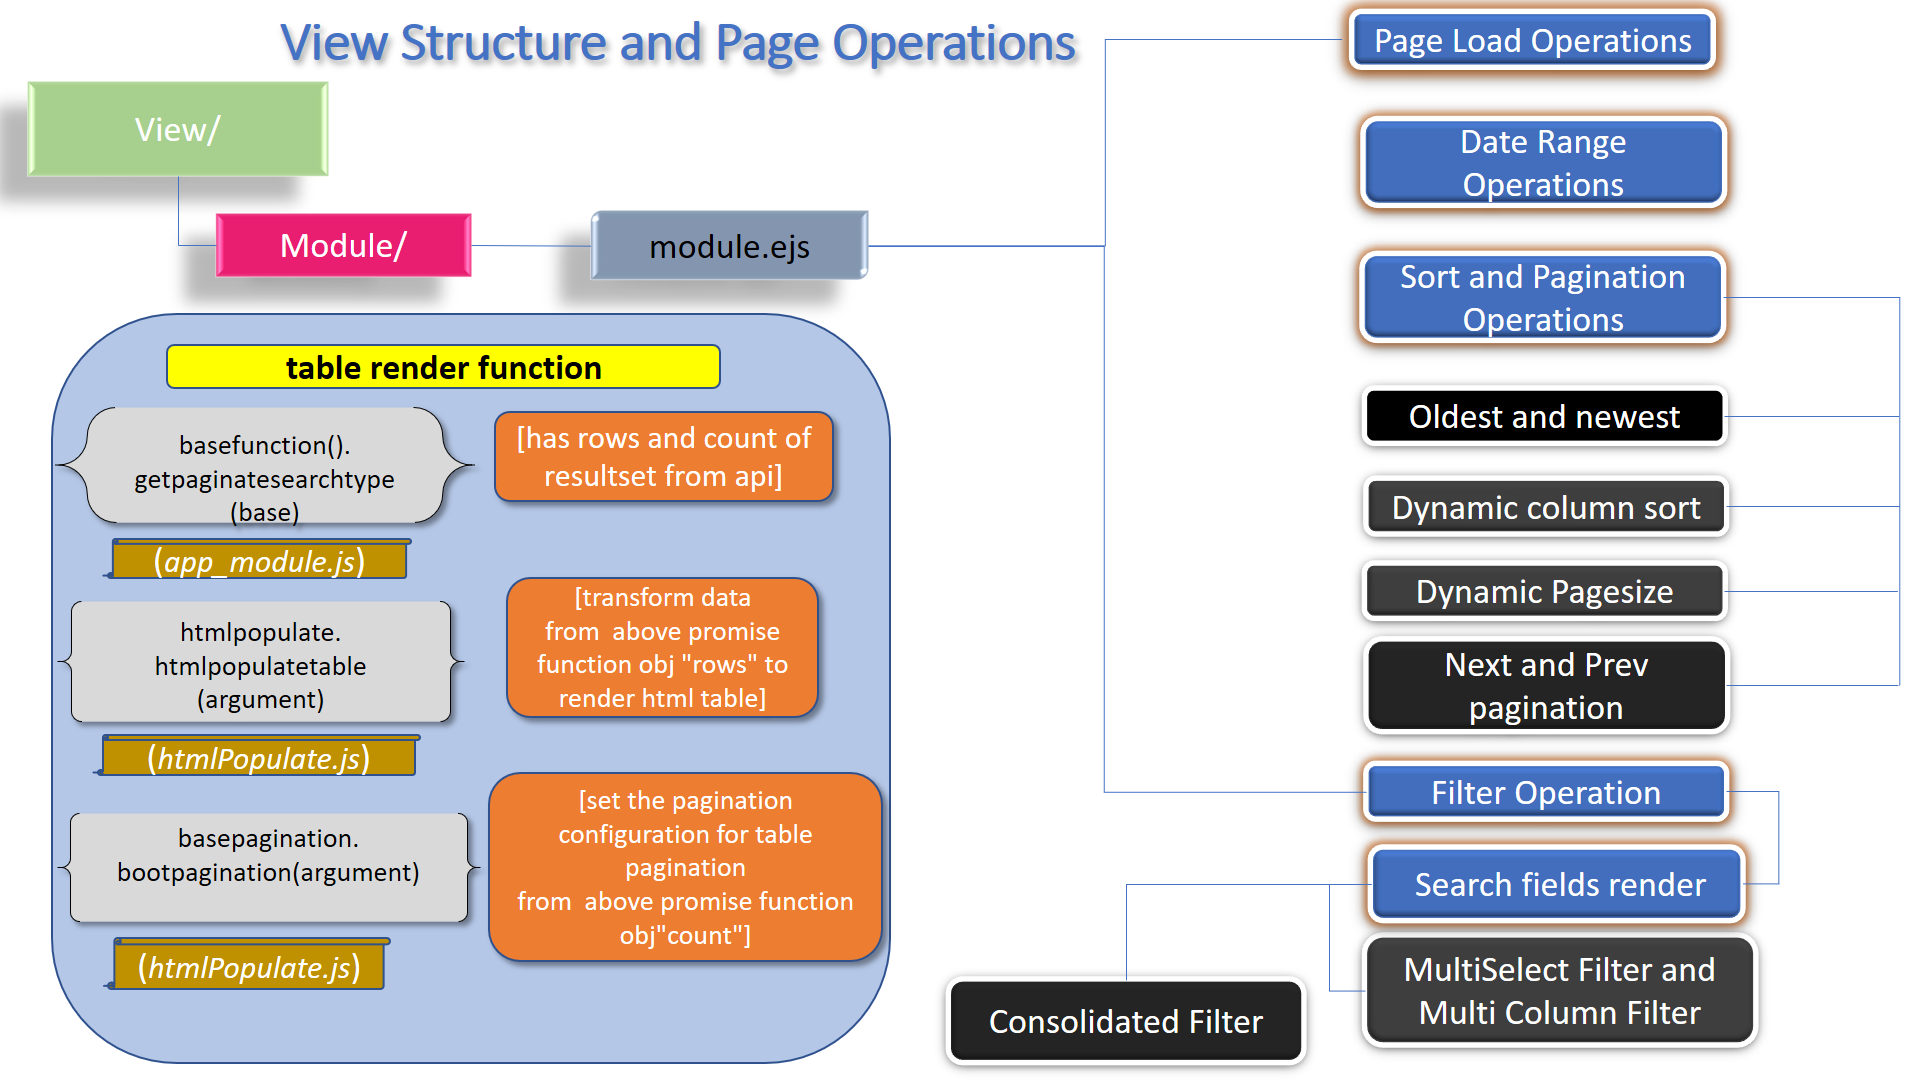 View Structure and Page Operations
View/
Module/
module.ejs
table render function
basefunction().
getpaginatesearchtype
(base)
[has rows and count of
resultset from api]
(app_module.js)
htmlpopulate.
htmlpopulatetable
(argument)
[transform data
from  above promise
function obj "rows" to
render html table]
(htmlPopulate.js)
basepagination.
bootpagination(argument)
[set the pagination
configuration for table
pagination
from  above promise function
obj"count"]
(htmlPopulate.js)
Page Load Operations
Date Range
Operations
Sort and Pagination
Operations
Oldest and newest
Dynamic column sort
Dynamic Pagesize
Next and Prev
pagination
Filter Operation
Search fields render
MultiSelect Filter and
Multi Column Filter
Consolidated Filter